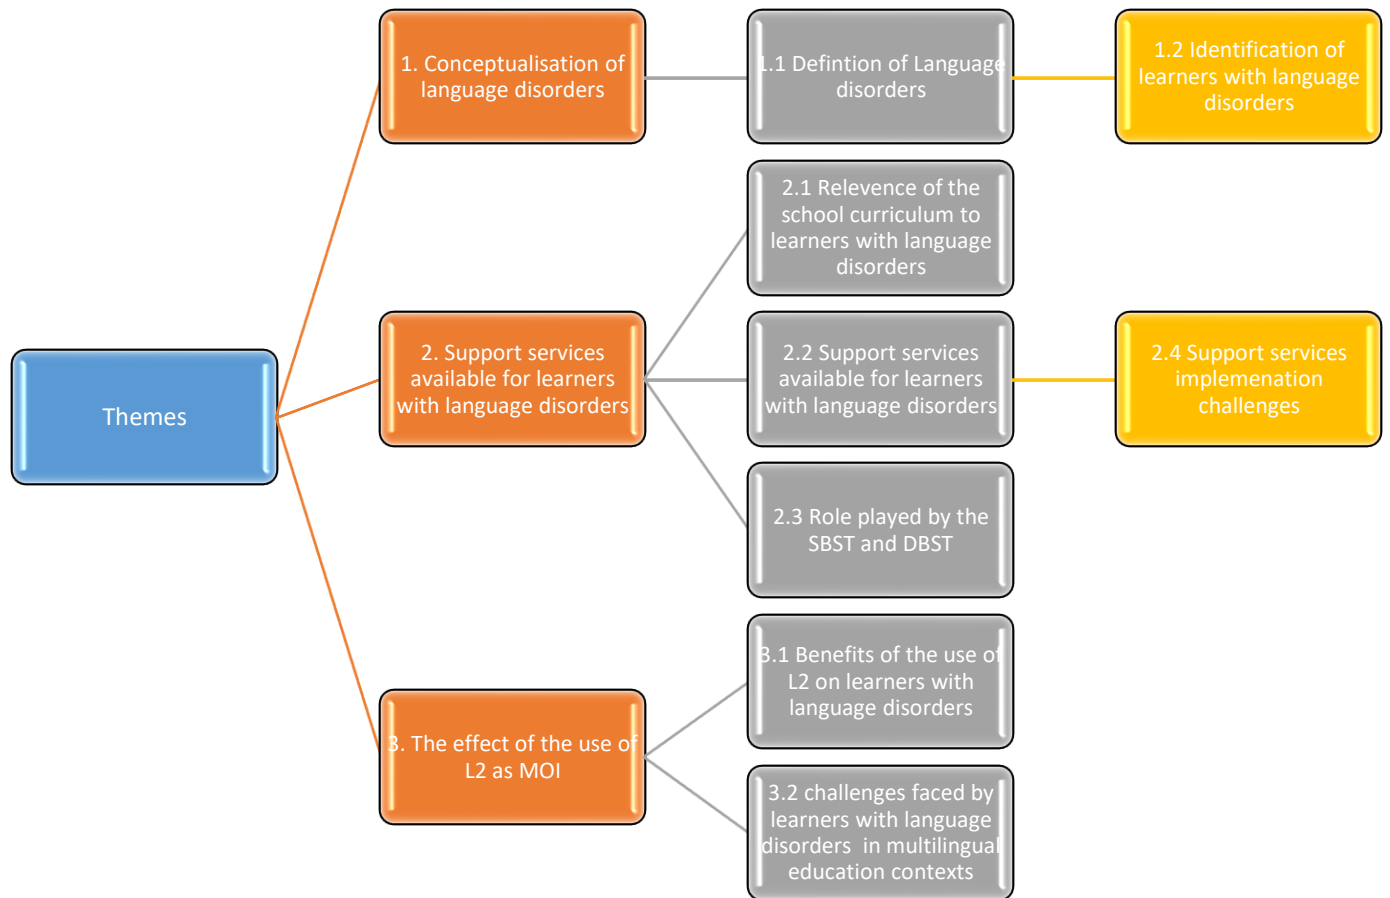 1. Conceptualisation of
language disorders
1.1 Defintion of Language
disorders
1.2 Identification of
learners with language
disorders
Themes
2. Support services
available for learners
with language disorders
2.1 Relevence of the
school curriculum to
learners with language
disorders
2.2 Support services
available for learners
with language disorders
2.4 Support services
implemenation
challenges
2.3 Role played by the
SBST and DBST
3. The effect of the use of
L2 as MOI
3.1 Benefits of the use of
L2 on learners with
language disorders
3.2 challenges faced by
learners with language
disorders in multilingual
education contexts